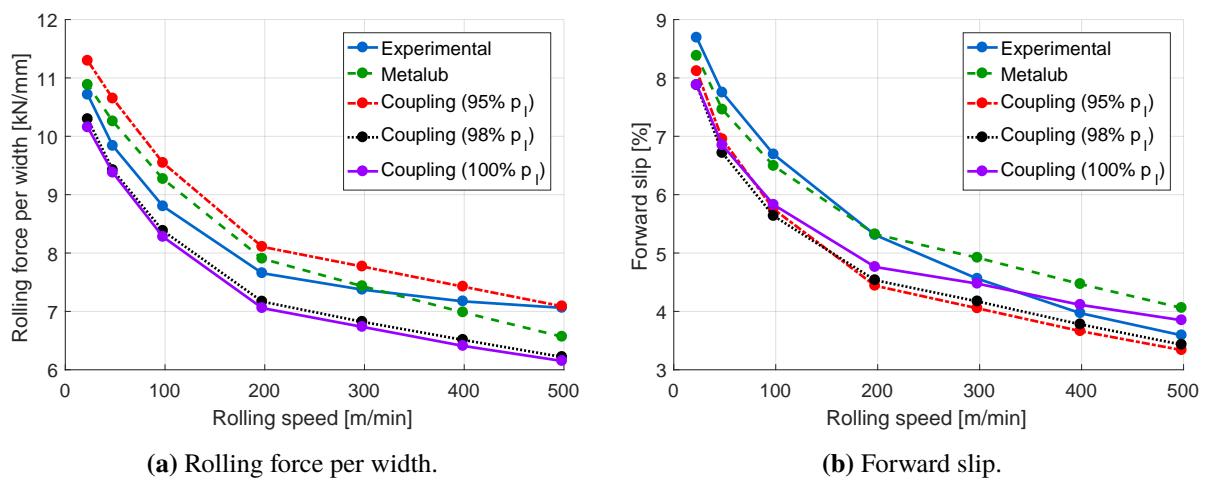 12
11
10
9
8
7
6
0
100
200
300
400
500
Rolling force per width [kN/mm]
Rolling speed [m/min]
Experimental
Metalub
Coupling (95% p_l)
Coupling (98% p_l)
Coupling (100% p_l)
(a) Rolling force per width.
9
8
7
6
5
4
3
0
100
200
300
400
500
Forward slip [%]
Rolling speed [m/min]
Experimental
Metalub
Coupling (95% p_l)
Coupling (98% p_l)
Coupling (100% p_l)
(b) Forward slip.